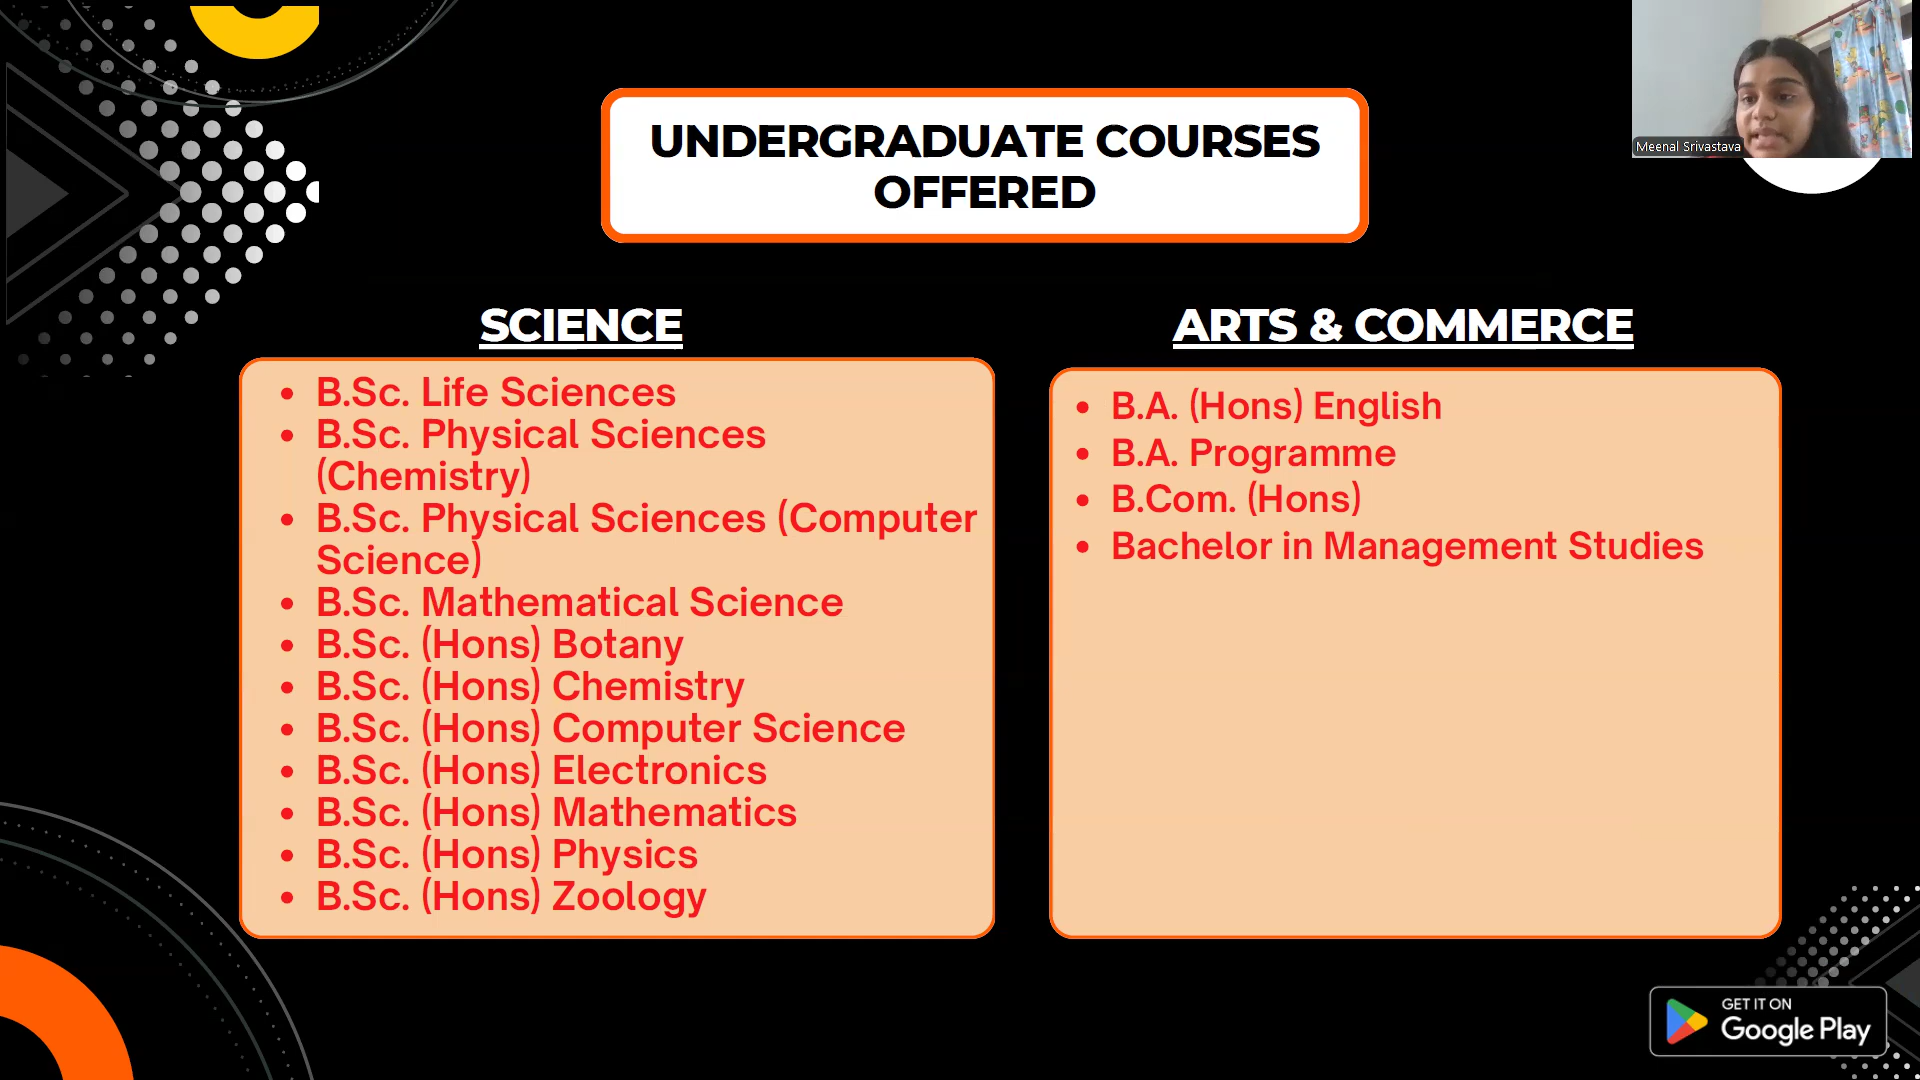 UNDERGRADUATE COURSES
OFFERED
Meenal Srivastava
SCIENCE
• B.Sc. Life Sciences
• B.Sc. Physical Sciences
(Chemistry)
• B.Sc. Physical Sciences (Computer
Science)
• B.Sc. Mathematical Science
• B.Sc. (Hons) Botany
• B.Sc. (Hons) Chemistry
• B.Sc. (Hons) Computer Science
• B.Sc. (Hons) Electronics
• B.Sc. (Hons) Mathematics
• B.Sc. (Hons) Physics
• B.Sc. (Hons) Zoology
ARTS & COMMERCE
• B.A. (Hons) English
• B.A. Programme
• B.Com. (Hons)
• Bachelor in Management Studies
GET IT ON
Google Play